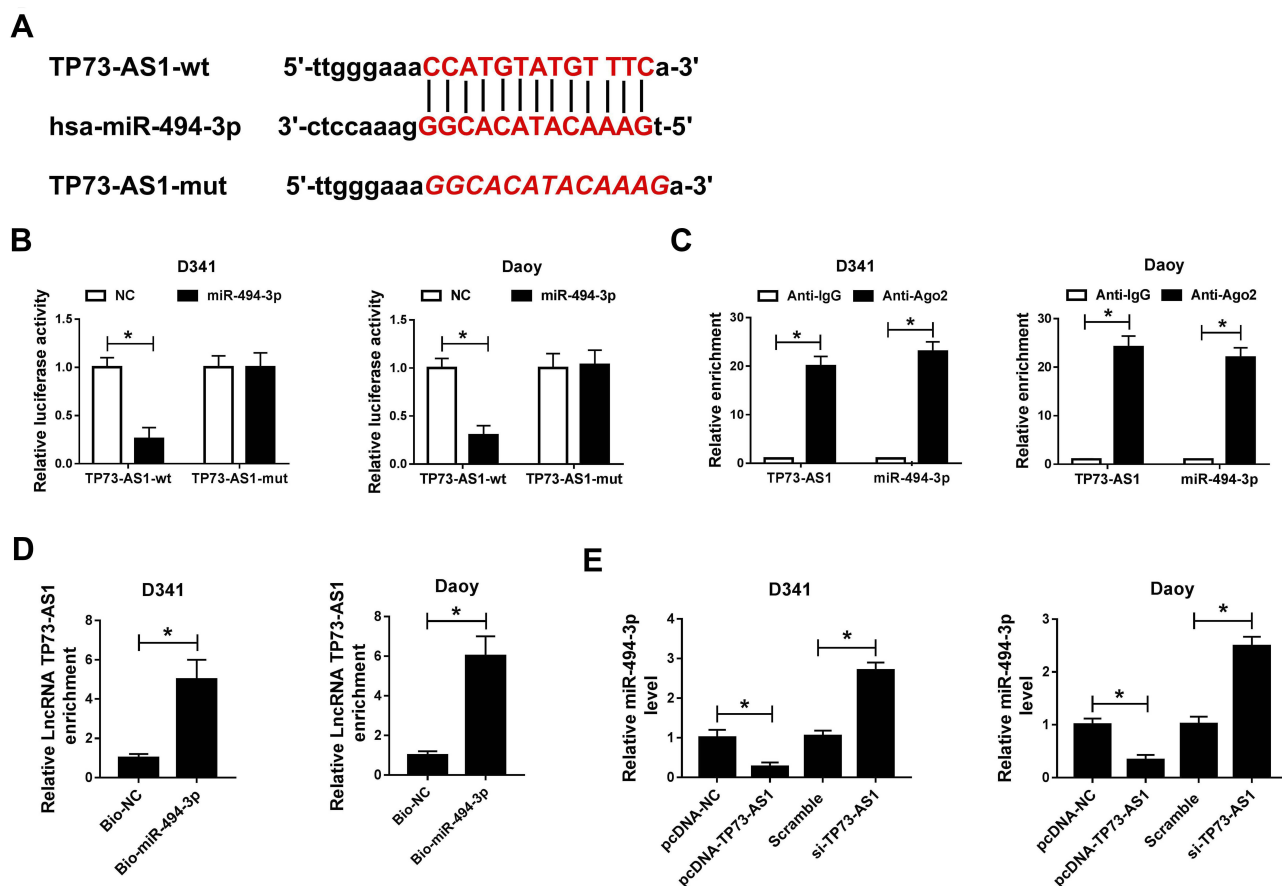 A
TP73-AS1-wt 5'-ttgggaaaCCATGTATGT TTCa-3'
hsa-miR-494-3p 3'-ctccaaagGGCACATACAAAGt-5'
TP73-AS1-mut 5'-ttgggaaaGGCACATACAAAGa-3'
B
D341
NC miR-494-3p
Relative luciferase activity
1.5
1.0
0.5
0.0
TP73-AS1-wt TP73-AS1-mut
*
Daoy
NC miR-494-3p
Relative luciferase activity
1.5
1.0
0.5
0.0
TP73-AS1-wt TP73-AS1-mut
*
C
D341
Anti-IgG Anti-Ago2
Relative enrichment
30
20
10
0
TP73-AS1 miR-494-3p
* *
Daoy
Anti-IgG Anti-Ago2
Relative enrichment
30
20
10
0
TP73-AS1 miR-494-3p
* *
D
D341
Relative LncRNA TP73-AS1
enrichment
8
6
4
2
0
Bio-NC
Bio-miR-494-3p
*
Daoy
Relative LncRNA TP73-AS1
enrichment
8
6
4
2
0
Bio-NC
Bio-miR-494-3p
*
E
D341
Relative miR-494-3p
level
4
3
2
1
0
pcDNA-NC
pcDNA-TP73-AS1
Scramble
si-TP73-AS1
* *
Daoy
Relative miR-494-3p
level
3
2
1
0
pcDNA-NC
pcDNA-TP73-AS1
Scramble
si-TP73-AS1
* *